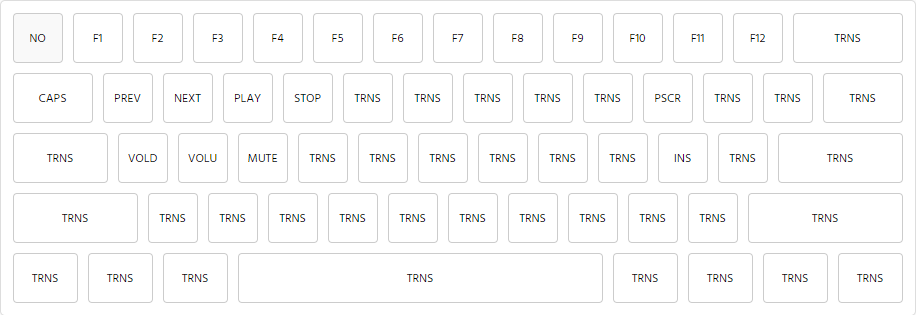 NO F1 F2 F3 F4 F5 F6 F7 F8 F9 F10 F11 F12 TRNS
CAPS PREV NEXT PLAY STOP TRNS TRNS TRNS TRNS TRNS PSCR TRNS TRNS TRNS
TRNS VOLD VOLU MUTE TRNS TRNS TRNS TRNS TRNS TRNS INS TRNS TRNS
TRNS TRNS TRNS TRNS TRNS TRNS TRNS TRNS TRNS TRNS TRNS TRNS
TRNS TRNS TRNS TRNS TRNS TRNS TRNS TRNS